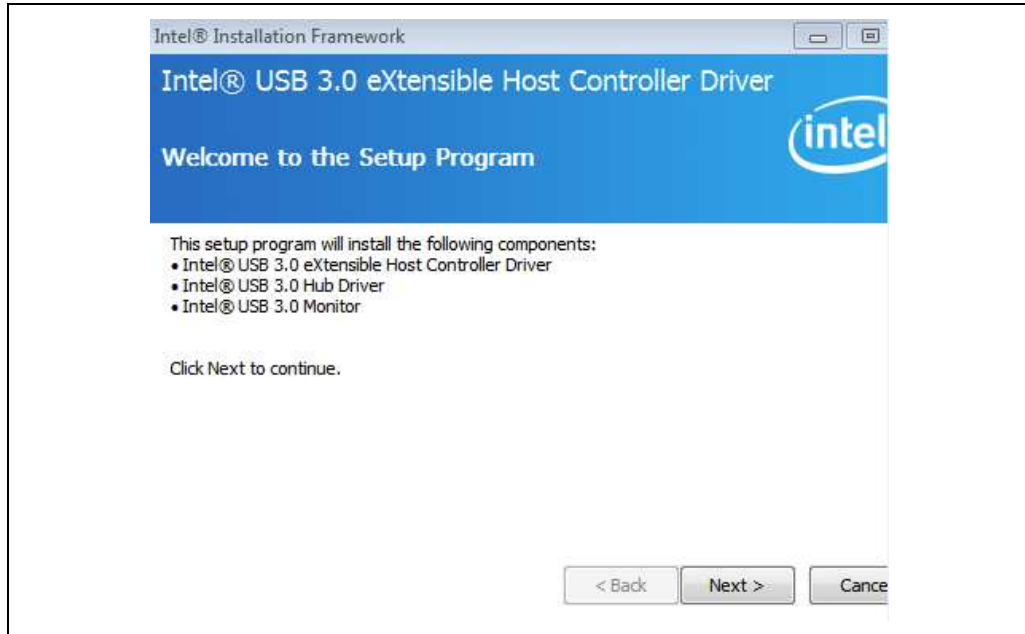 Intel® Installation Framework
Intel® USB 3.0 eXtensible Host Controller Driver
intel
Welcome to the Setup Program
This setup program will install the following components:
• Intel® USB 3.0 eXtensible Host Controller Driver
• Intel® USB 3.0 Hub Driver
• Intel® USB 3.0 Monitor
Click Next to continue.
< Back Next > Cance